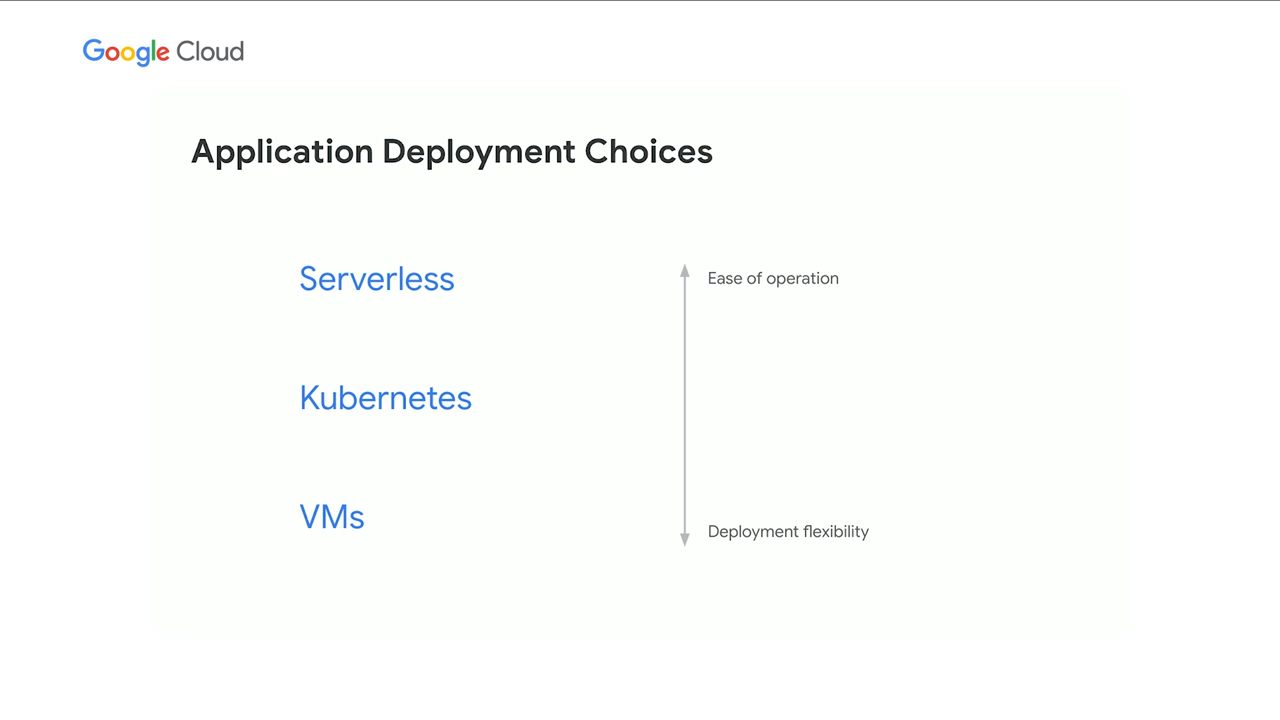 Google Cloud
Application Deployment Choices
Serverless
Ease of operation
Kubernetes
VMs
Deployment flexibility